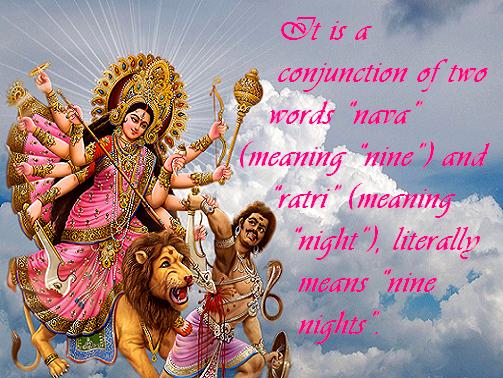 It is a
conjunction of two
words "nava"
(meaning "nine") and
"ratri" (meaning
"night"), literally
means "nine
nights".